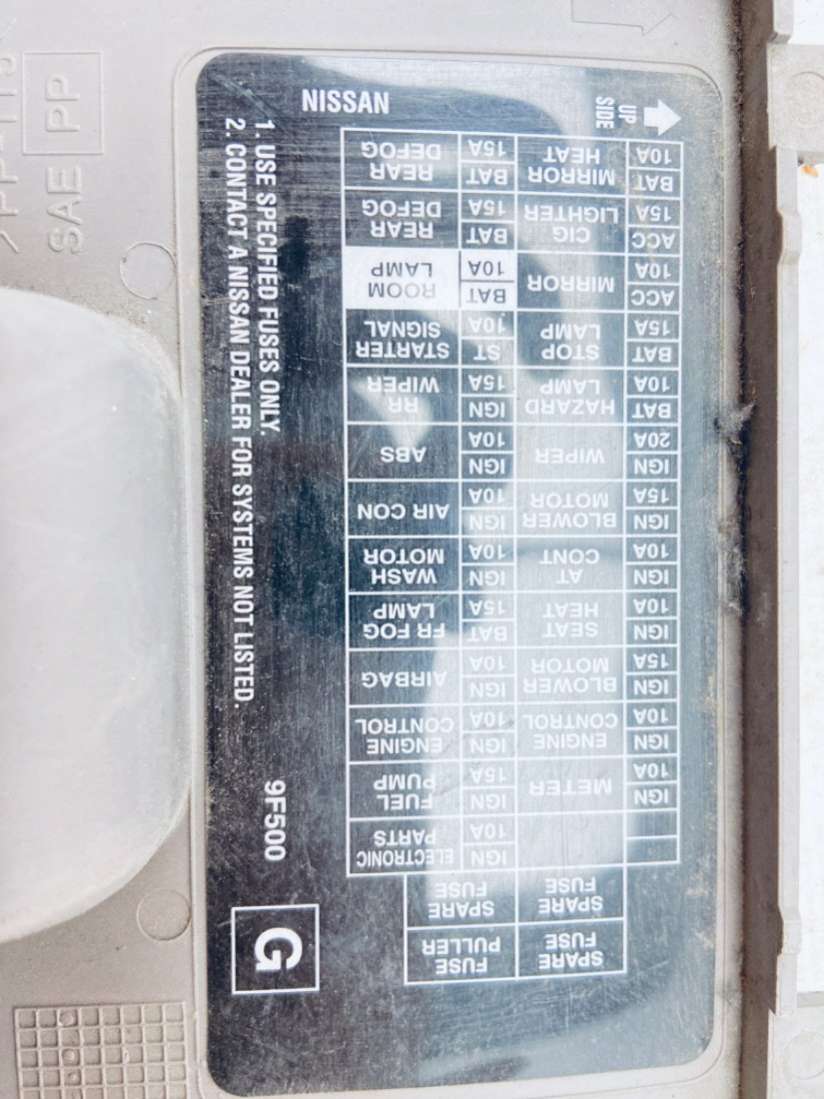 NISSAN
UP
SIDE
1. USE SPECIFIED FUSES ONLY.
2. CONTACT A NISSAN DEALER FOR SYSTEMS NOT LISTED.
9F500
G
SPARE FUSE
FUSE PULLER
SPARE FUSE
SPARE FUSE
IGN 10A ELECTRONIC PARTS
IGN 10A METER IGN 15A FUEL PUMP
IGN 10A ENGINE CONTROL IGN 10A ENGINE CONTROL
IGN 15A BLOWER MOTOR IGN 10A AIRBAG
IGN 10A SEAT HEAT BAT 15A FR FOG LAMP
IGN 10A AT CONT IGN 10A WASH MOTOR
IGN 15A BLOWER MOTOR IGN 10A AIR CON
IGN 20A WIPER IGN 10A ABS
BAT 10A HAZARD LAMP IGN 15A RR WIPER
BAT 15A STOP LAMP ST 10A STARTER SIGNAL
ACC 10A MIRROR BAT 10A ROOM LAMP
ACC 15A CIG LIGHTER BAT 15A REAR DEFOG
BAT 10A MIRROR HEAT BAT 15A REAR DEFOG
SAE PP